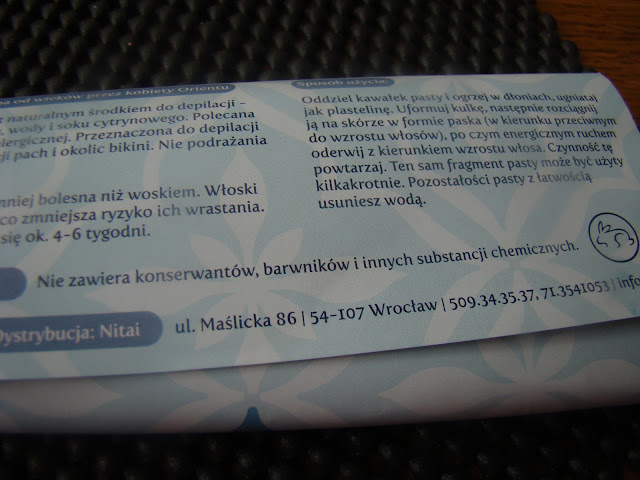 od wieków przez kobiety Orientu
naturalnym środkiem do depilacji –
wody i soku cytrynowego. Polecana
Przeznaczona do depilacji
pach i okolic bikini. Nie podrażnia
bolesna niż woskiem. Włoski
co zmniejsza ryzyko ich wrastania.
się ok. 4-6 tygodni.
Sposób użycia:
Oddziel kawałek pasty i ogrzej w dłoniach, ugniataj
jak plastelinę. Uformuj kulkę, następnie rozciągnij
ją na skórze w formie paska (w kierunku przeciwnym
do wzrostu włosów), po czym energicznym ruchem
oderwij z kierunkiem wzrostu włosa. Czynność tę
powtarzaj. Ten sam fragment pasty może być użyty
kilkakrotnie. Pozostałości pasty z łatwością
usuniesz wodą.
Nie zawiera konserwantów, barwników i innych substancji chemicznych.
Dystrybucja: Nitai
ul. Maślicka 86 | 54-107 Wrocław | 509.34.35.37, 71.3541053 | info